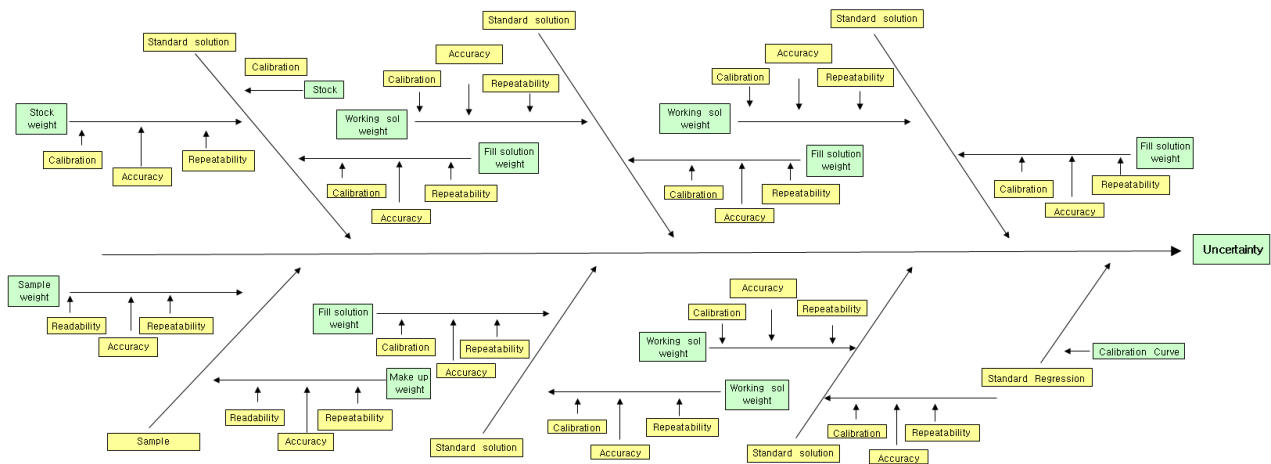 Standard solution
Standard solution
Standard solution
Accuracy
Accuracy
Calibration
Calibration
Repeatability
Calibration
Repeatability
Stock
Stock
weight
Working sol
weight
Working sol
weight
Calibration
Accuracy
Repeatability
Fill solution
weight
Calibration
Accuracy
Repeatability
Fill solution
weight
Calibration
Accuracy
Repeatability
Fill solution
weight
Calibration
Accuracy
Repeatability
Uncertainty
Sample
weight
Readability
Accuracy
Repeatability
Fill solution
weight
Calibration
Accuracy
Repeatability
Accuracy
Calibration
Repeatability
Working sol
weight
Calibration Curve
Standard Regression
Make up
weight
Readability
Accuracy
Repeatability
Working sol
weight
Calibration
Accuracy
Repeatability
Calibration
Accuracy
Repeatability
Sample
Standard solution
Standard solution